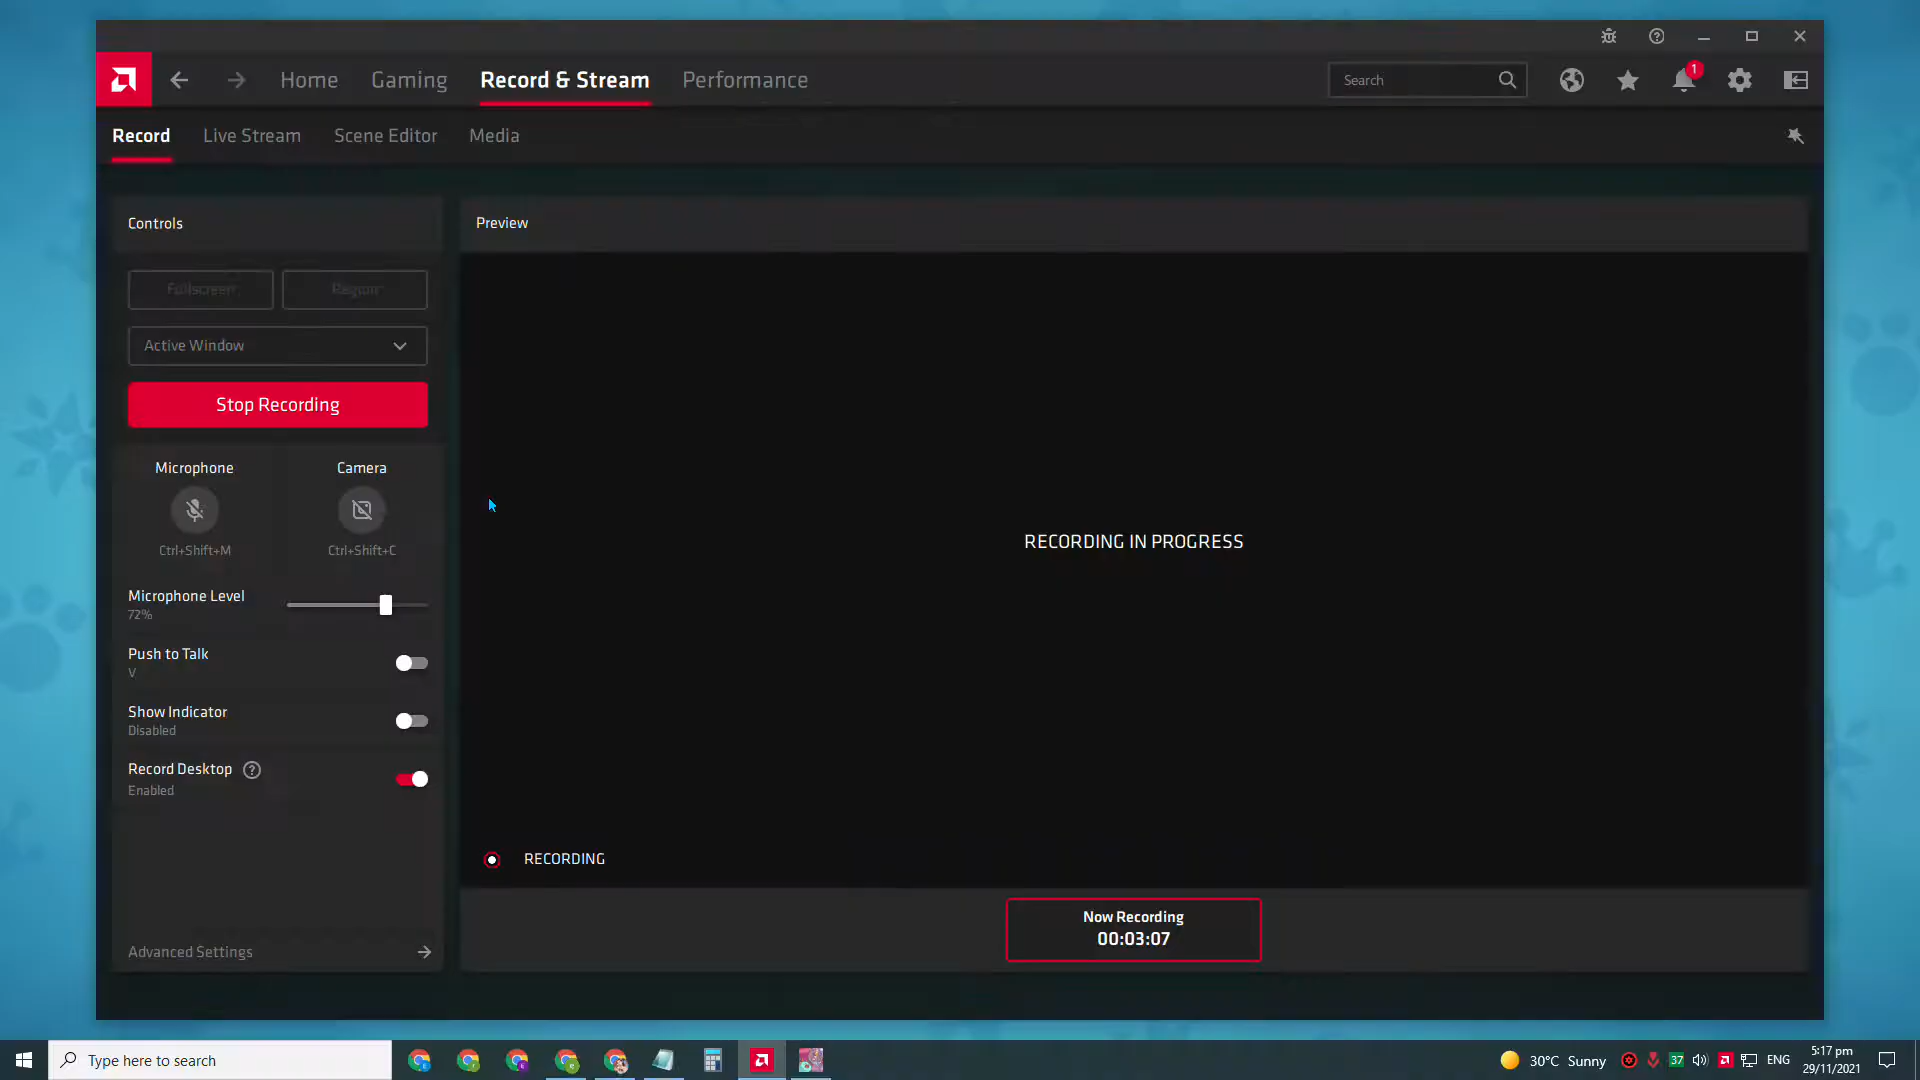 Home
Gaming
Record & Stream
Performance
Search
1
Record
Live Stream
Scene Editor
Media
Controls
Preview
Fullscreen
Region
Active Window
Stop Recording
Microphone
Camera
Ctrl+Shift+M
Ctrl+Shift+C
Microphone Level
72%
Push to Talk
V
Show Indicator
Disabled
Record Desktop
Enabled
Advanced Settings
RECORDING IN PROGRESS
RECORDING
Now Recording
00:03:07
Type here to search
30°C Sunny
37
ENG
5:17 pm
29/11/2021